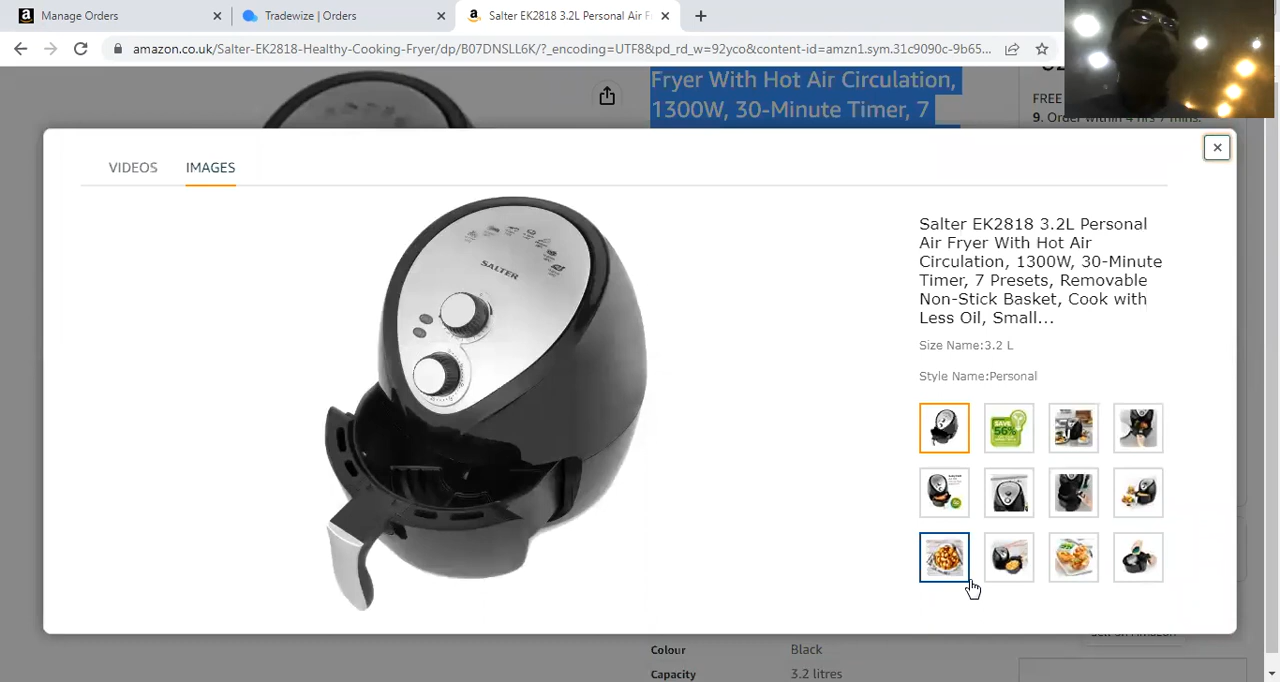 Manage Orders
Tradewize | Orders
Salter EK2818 3.2L Personal Air F
amazon.co.uk/Salter-EK2818-Healthy-Cooking-Fryer/dp/B07DNSLL6K/?_encoding=UTF8&pd_rd_w=92yco&content-id=amzn1.sym.31c9090c-9b65...
Fryer With Hot Air Circulation,
1300W, 30-Minute Timer, 7
FREE
9. Order within 4 hrs 7 mins.
VIDEOS
IMAGES
SALTER
Salter EK2818 3.2L Personal
Air Fryer With Hot Air
Circulation, 1300W, 30-Minute
Timer, 7 Presets, Removable
Non-Stick Basket, Cook with
Less Oil, Small...
Size Name:3.2 L
Style Name:Personal
SAVE
56%
Sell on Amazon
Colour
Black
Capacity
3.2 litres